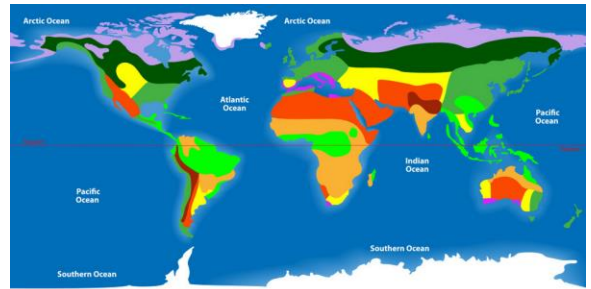 Arctic Ocean
Arctic Ocean
Atlantic
Ocean
Pacific
Ocean
Indian
Ocean
Pacific
Ocean
Southern Ocean
Southern Ocean